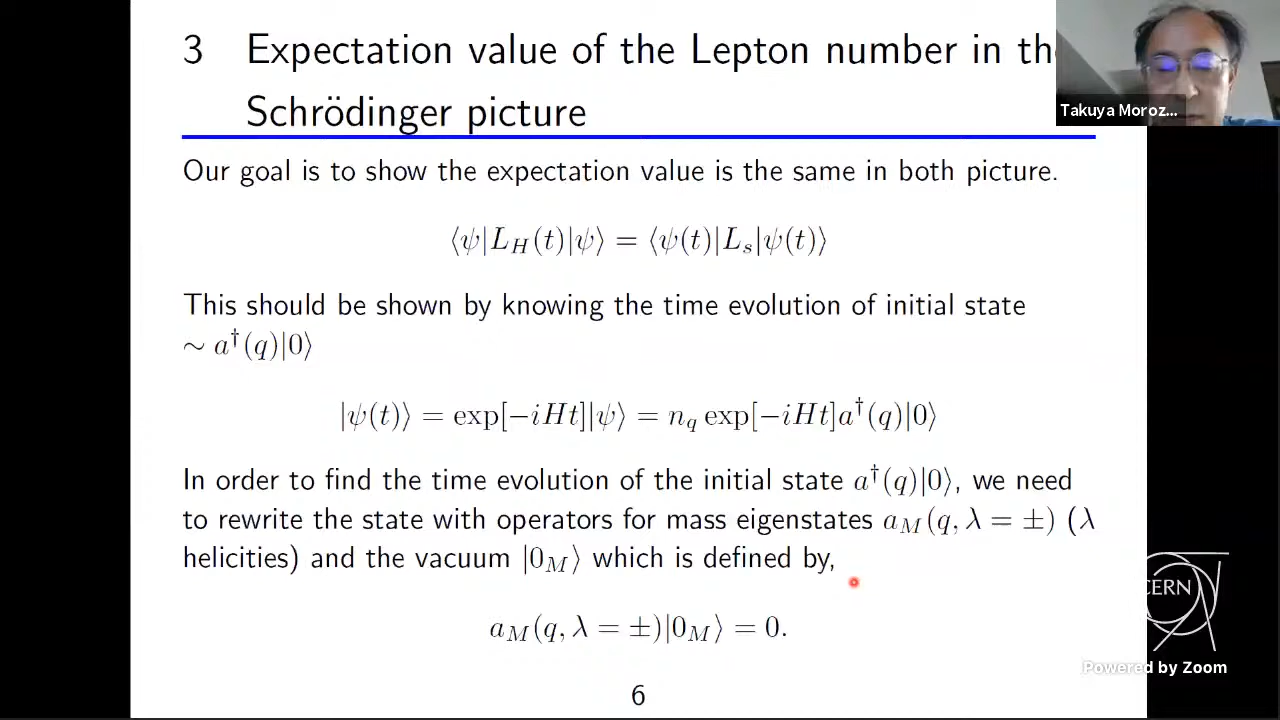 3 Expectation value of the Lepton number in the
Schrödinger picture
Takuya Moroz...
Our goal is to show the expectation value is the same in both picture.
⟨ψ|L_H(t)|ψ⟩ = ⟨ψ(t)|L_s|ψ(t)⟩
This should be shown by knowing the time evolution of initial state
∼ a†(q)|0⟩
|ψ(t)⟩ = exp[−iHt]|ψ⟩ = n_q exp[−iHt]a†(q)|0⟩
In order to find the time evolution of the initial state a†(q)|0⟩, we need
to rewrite the state with operators for mass eigenstates a_M(q, λ = ±) (λ
helicities) and the vacuum |0_M⟩ which is defined by,
a_M(q, λ = ±)|0_M⟩ = 0.
CERN
Powered by Zoom
6